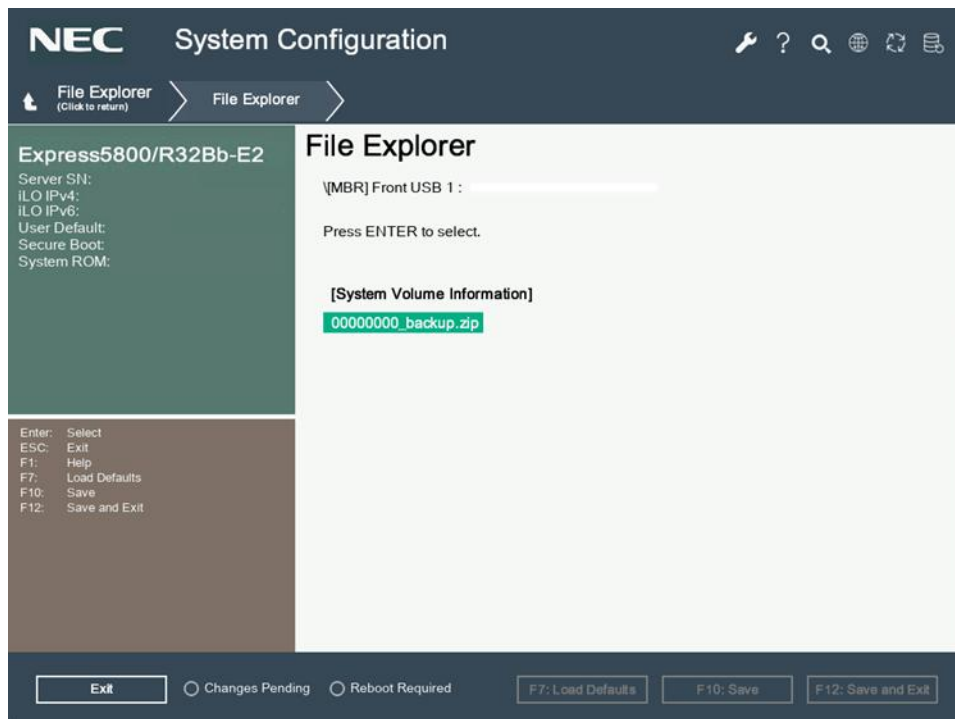 NEC System Configuration
File Explorer
(Click to return)
File Explorer
Express5800/R32Bb-E2
Server SN:
iLO IPv4:
iLO IPv6:
User Default:
Secure Boot:
System ROM:
File Explorer
\[MBR] Front USB 1 :
Press ENTER to select.
[System Volume Information]
00000000_backup.zip
Enter: Select
ESC: Exit
F1: Help
F7: Load Defaults
F10: Save
F12: Save and Exit
Exit
Changes Pending
Reboot Required
F7: Load Defaults
F10: Save
F12: Save and Exit